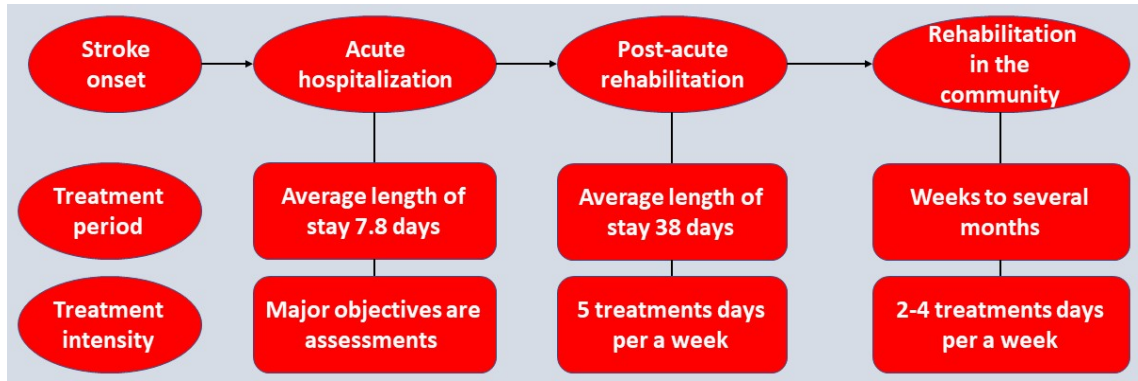 Stroke
onset
Acute
hospitalization
Post-acute
rehabilitation
Rehabilitation
in the
community
Treatment
period
Average length of
stay 7.8 days
Average length of
stay 38 days
Weeks to several
months
Treatment
intensity
Major objectives are
assessments
5 treatments days
per a week
2-4 treatments days
per a week